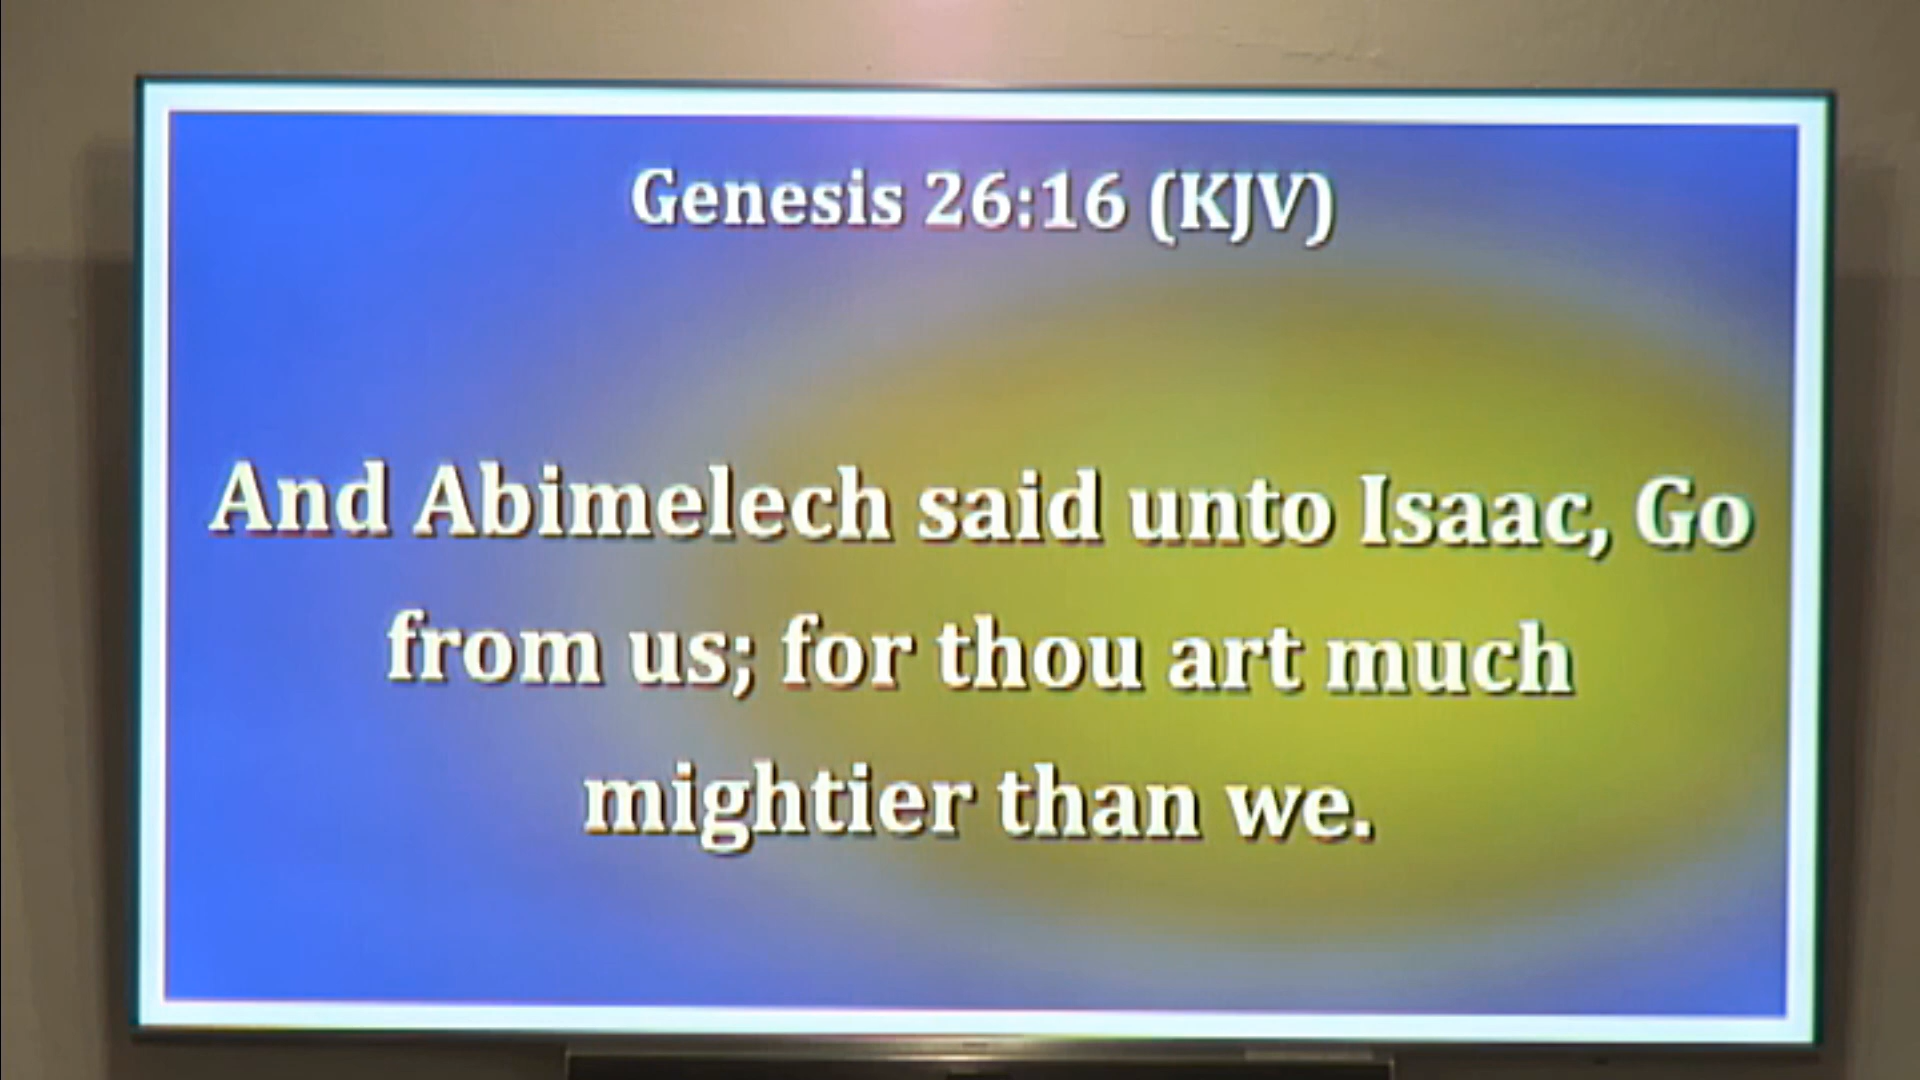 Genesis 26:16 (KJV)
And Abimelech said unto Isaac, Go
from us; for thou art much
mightier than we.